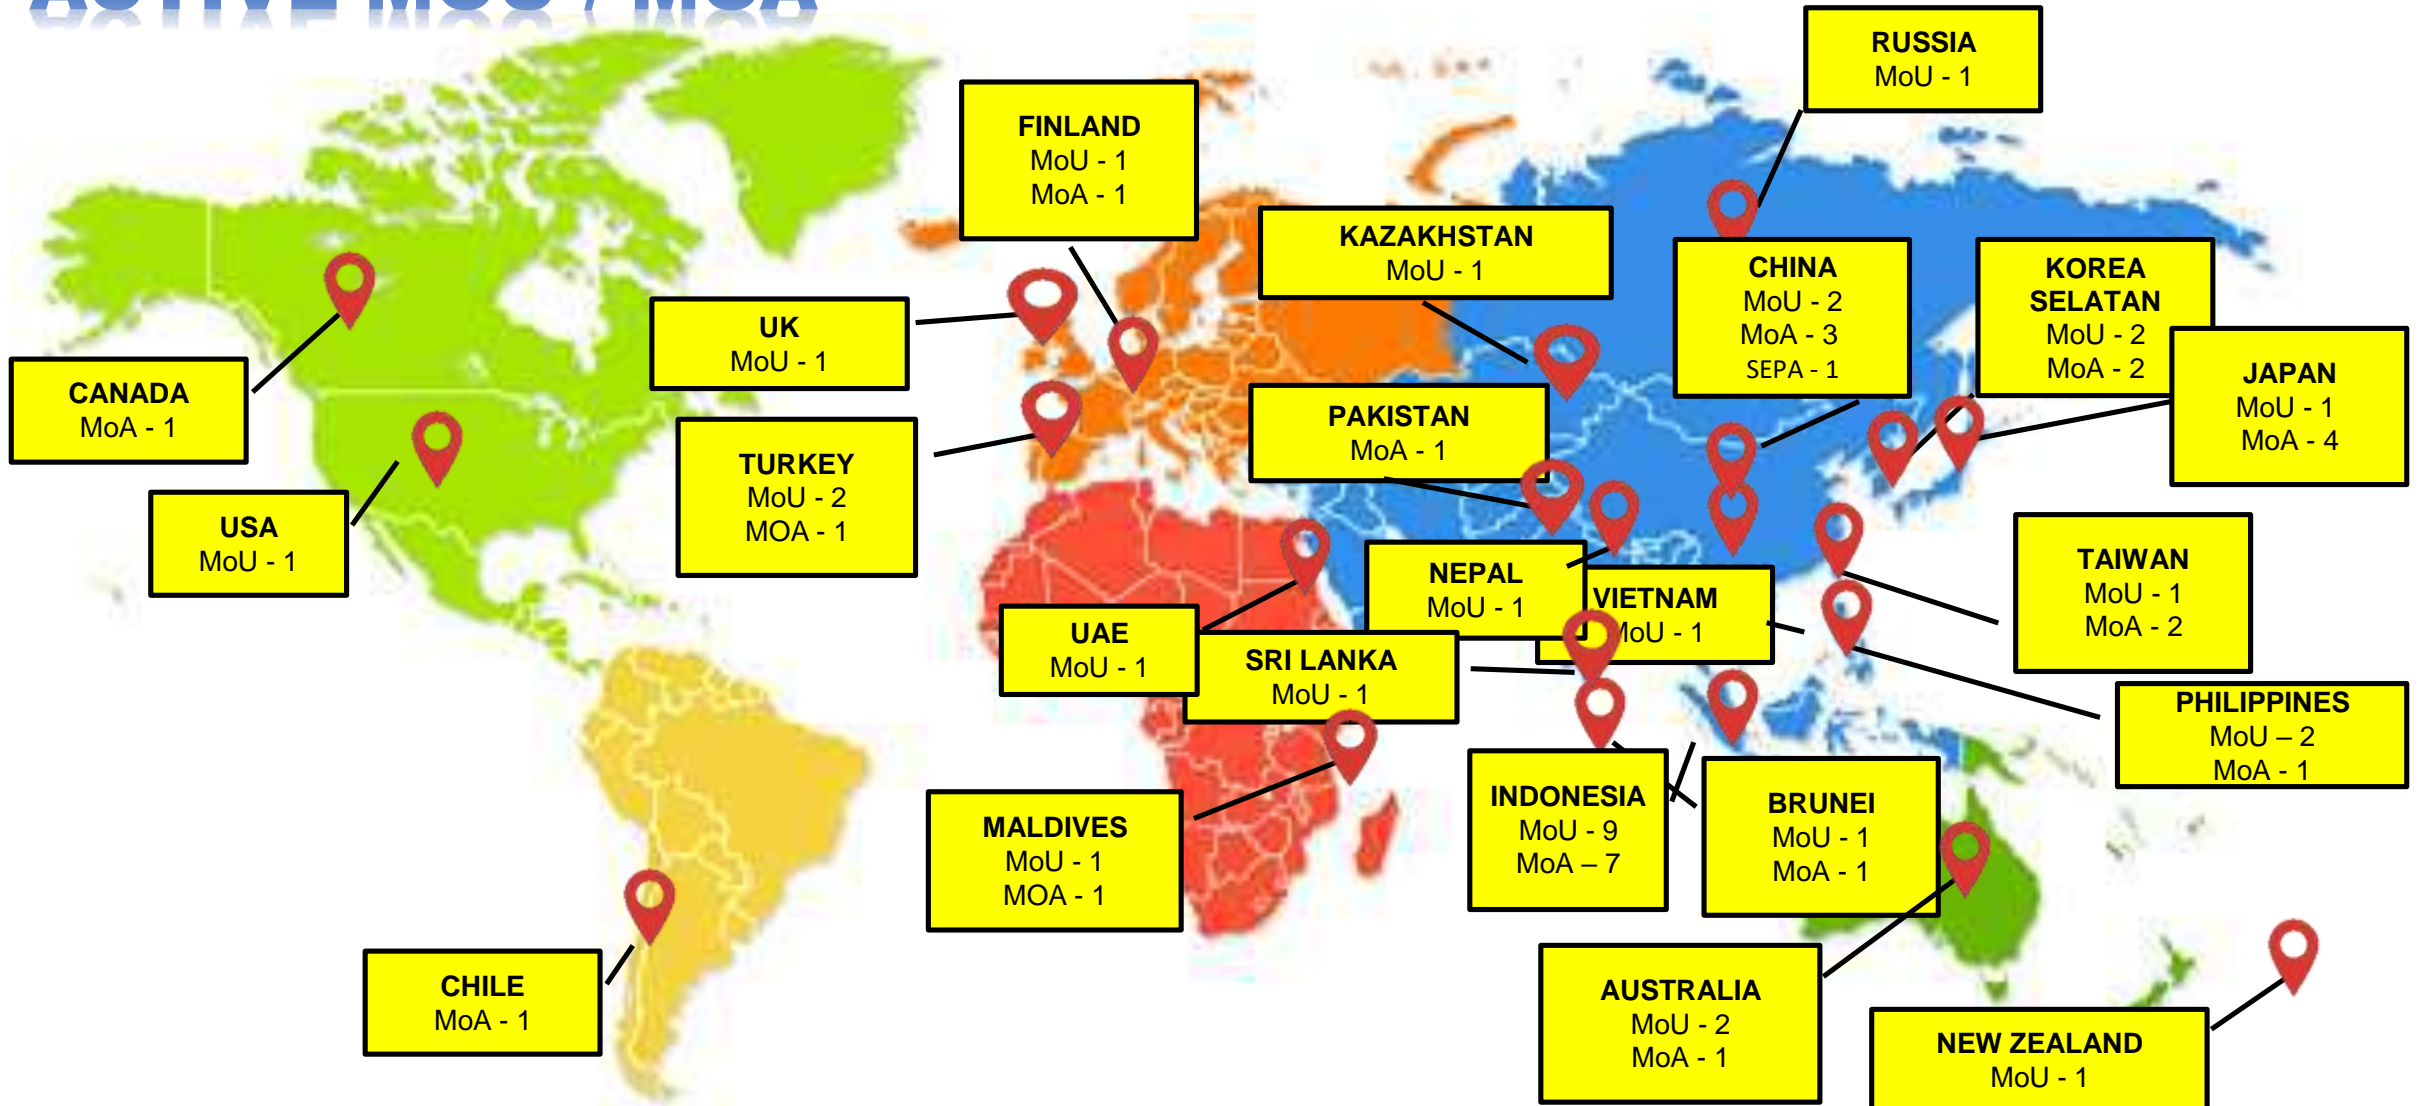 ACTIVE MOU / MOA
RUSSIA
MoU - 1
FINLAND
MoU - 1
MoA - 1
KAZAKHSTAN
MoU - 1
CHINA
MoU - 2
MoA - 3
SEPA - 1
KOREA
SELATAN
MoU - 2
MoA - 2
UK
MoU - 1
JAPAN
MoU - 1
MoA - 4
CANADA
MoA - 1
PAKISTAN
MoA - 1
TURKEY
MoU - 2
MOA - 1
USA
MoU - 1
TAIWAN
MoU - 1
MoA - 2
NEPAL
MoU - 1
VIETNAM
MoU - 1
UAE
MoU - 1
SRI LANKA
MoU - 1
PHILIPPINES
MoU – 2
MoA - 1
INDONESIA
MoU - 9
MoA – 7
BRUNEI
MoU - 1
MoA - 1
MALDIVES
MoU - 1
MOA - 1
CHILE
MoA - 1
AUSTRALIA
MoU - 2
MoA - 1
NEW ZEALAND
MoU - 1